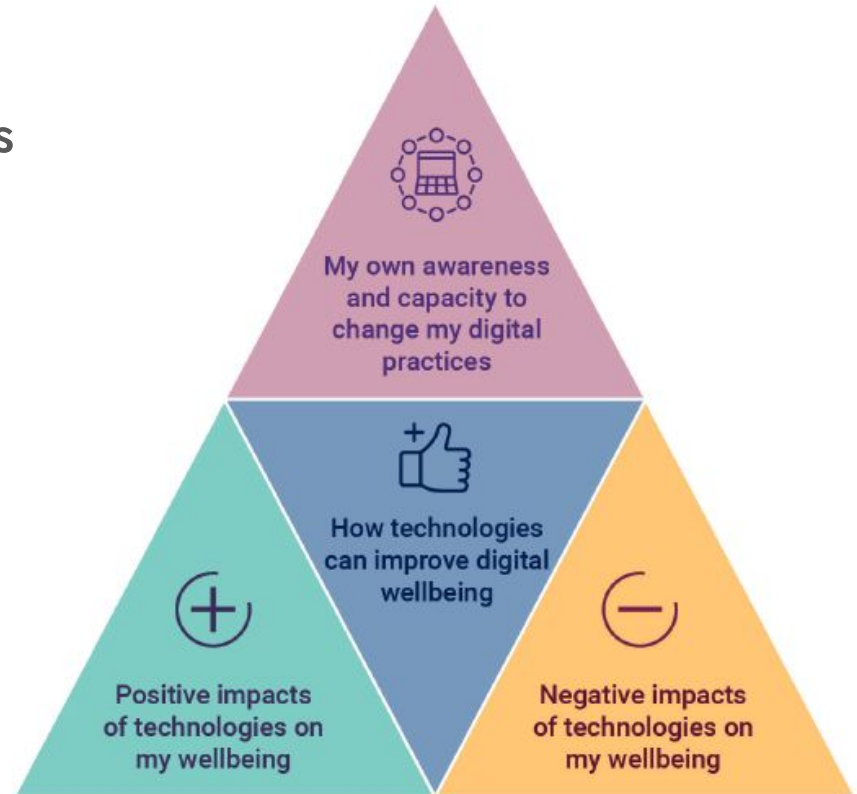 s
My own awareness
and capacity to
change my digital
practices
How technologies
can improve digital
wellbeing
Positive impacts
of technologies on
my wellbeing
Negative impacts
of technologies on
my wellbeing